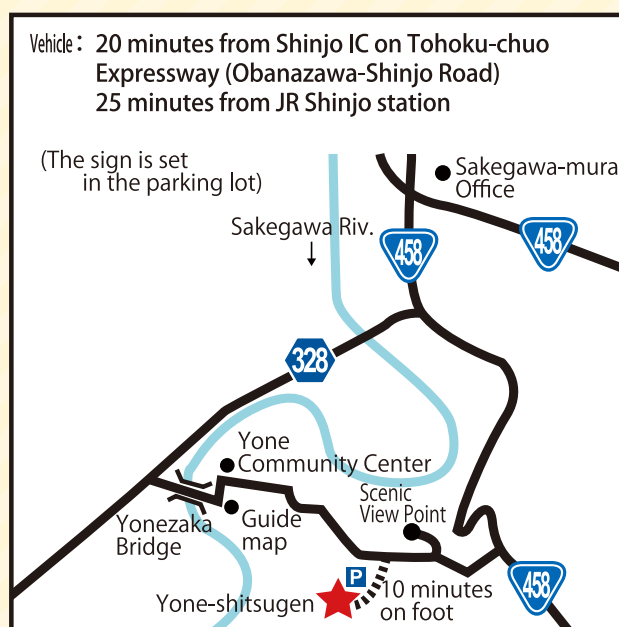 Vehicle: 20 minutes from Shinjo IC on Tohoku-chuo
Expressway (Obanazawa-Shinjo Road)
25 minutes from JR Shinjo station
(The sign is set
in the parking lot)
Sakegawa-mura
Office
Sakegawa Riv.
↓
458
458
328
Yone
Community Center
Scenic
View Point
Yonezaka
Bridge
Guide
map
P
10 minutes
on foot
Yone-shitsugen
458